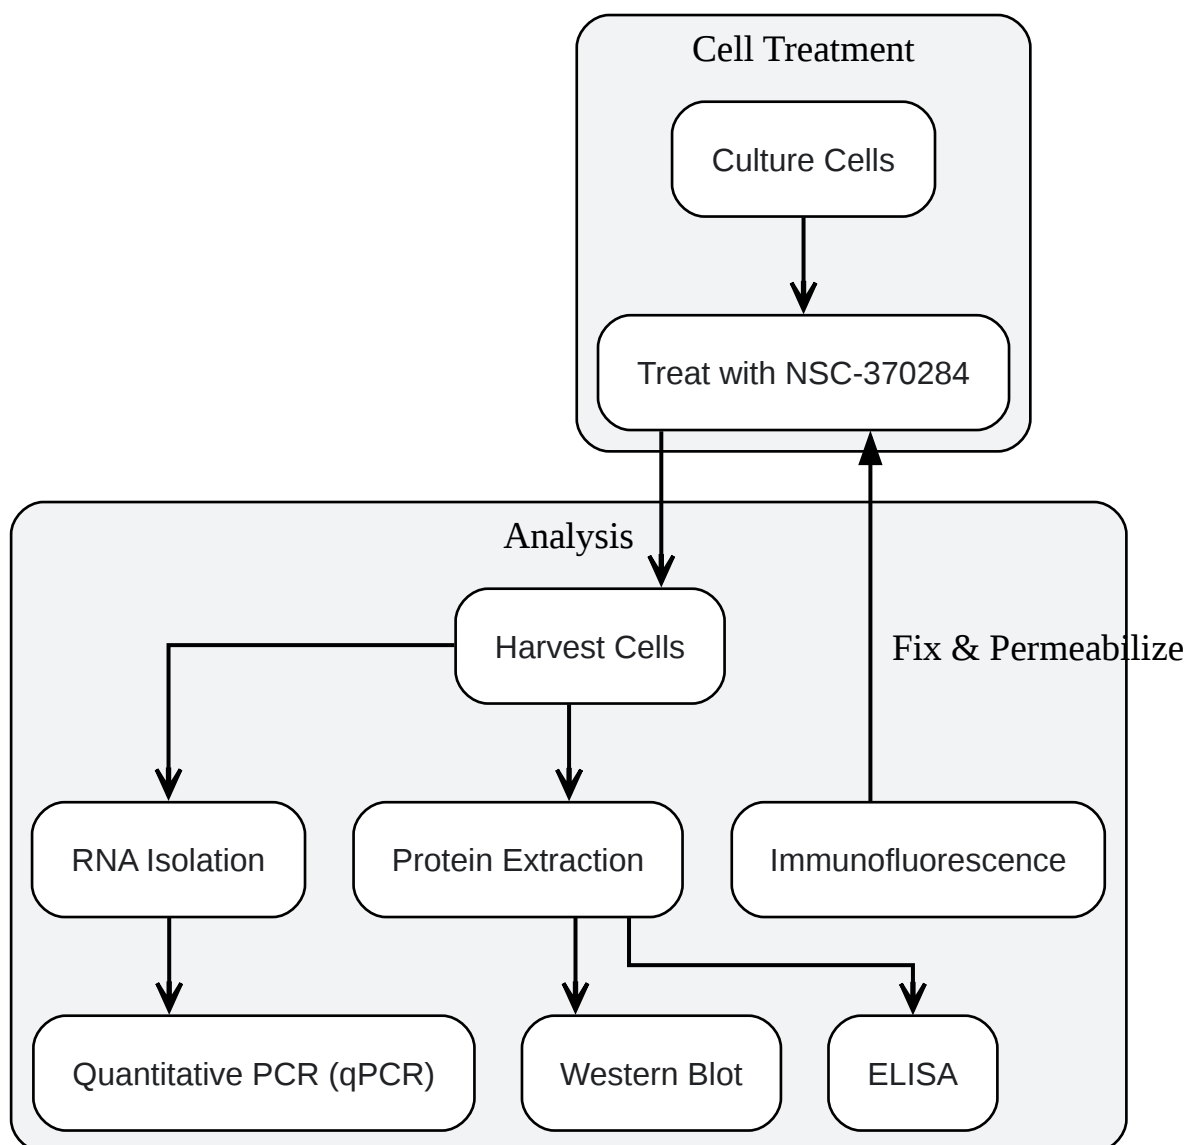 Cell Treatment
Culture Cells
Treat with NSC-370284
Analysis
Harvest Cells
Fix & Permeabilize
RNA Isolation
Protein Extraction
Immunofluorescence
Quantitative PCR (qPCR)
Western Blot
ELISA